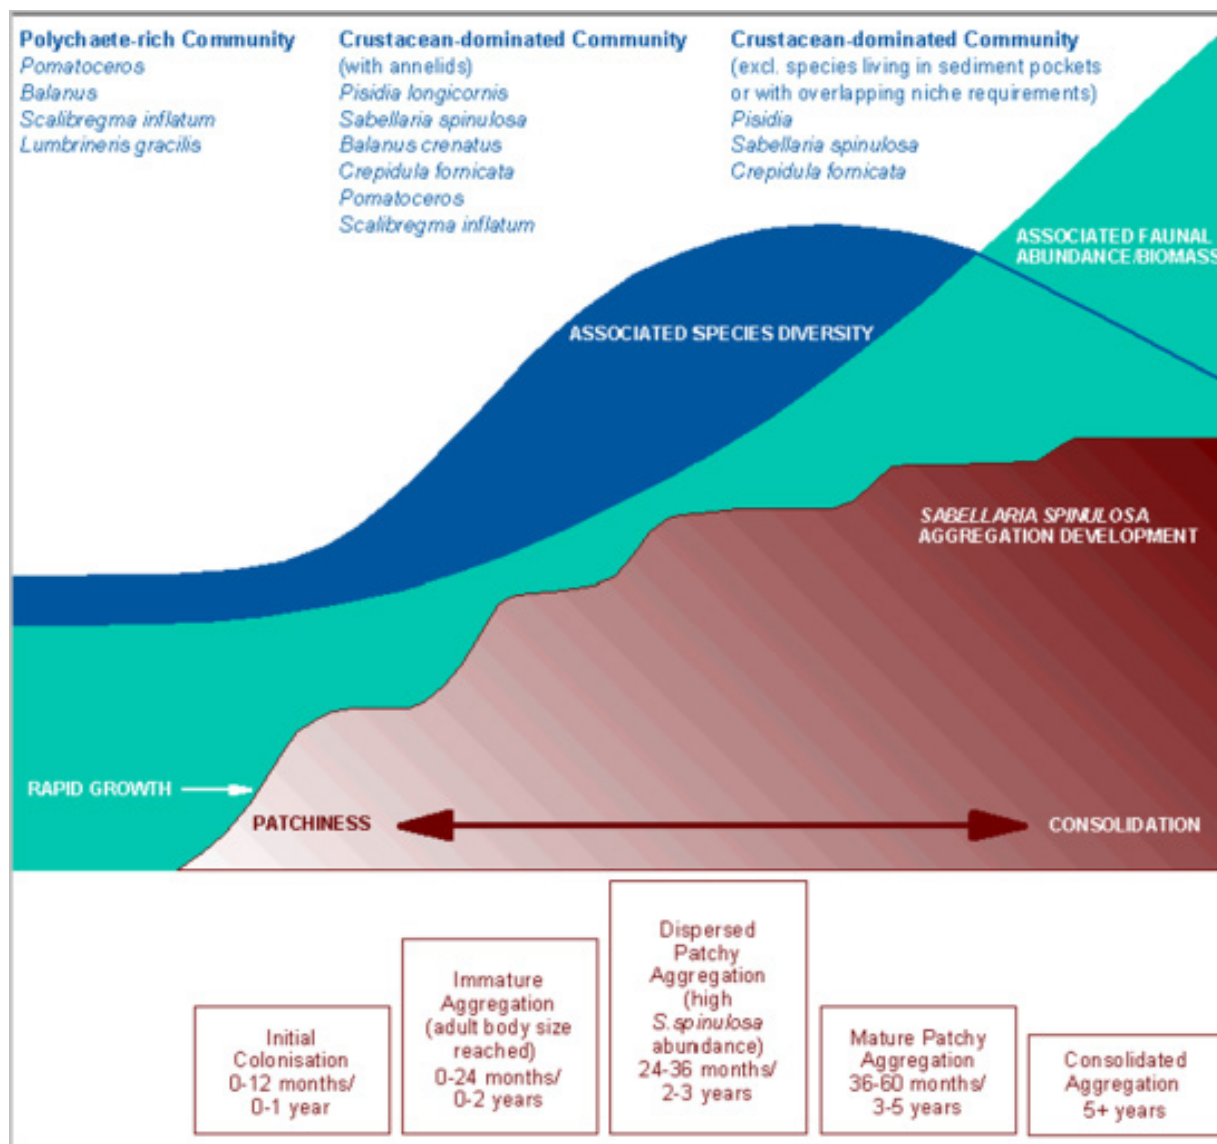 Polychaete-rich Community
Pomatoceros
Balanus
Scalibregma inflatum
Lumbrineris gracilis
Crustacean-dominated Community
(with annelids)
Pisidia longicornis
Sabellaria spinulosa
Balanus crenatus
Crepidula fornicata
Pomatoceros
Scalibregma inflatum
Crustacean-dominated Community
(excl. species living in sediment pockets
or with overlapping niche requirements)
Pisidia
Sabellaria spinulosa
Crepidula fornicata
ASSOCIATED FAUNAL
ABUNDANCE/BIOMASS
ASSOCIATED SPECIES DIVERSITY
SABELLARIA SPINULOSA
AGGREGATION DEVELOPMENT
RAPID GROWTH
PATCHINESS
CONSOLIDATION
Initial
Colonisation
0-12 months/
0-1 year
Immature
Aggregation
(adult body size
reached)
0-24 months/
0-2 years
Dispersed
Patchy
Aggregation
(high
S.spinulosa
abundance)
24-36 months/
2-3 years
Mature Patchy
Aggregation
36-60 months/
3-5 years
Consolidated
Aggregation
5+ years